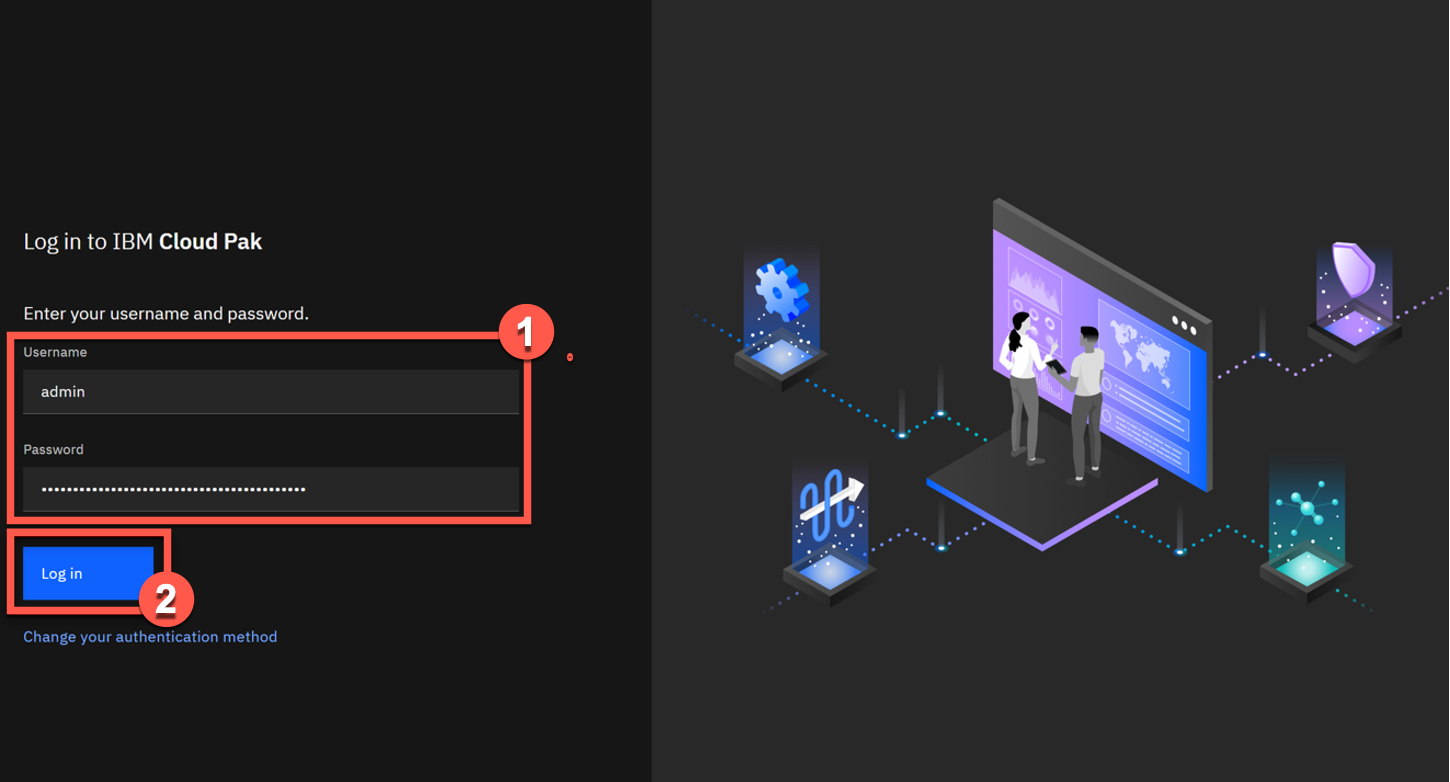 Log in to IBM Cloud Pak
Enter your username and password.
1
Username
admin
Password
••••••••••••••••••••••••••••••••••••••••••
Log in
2
Change your authentication method